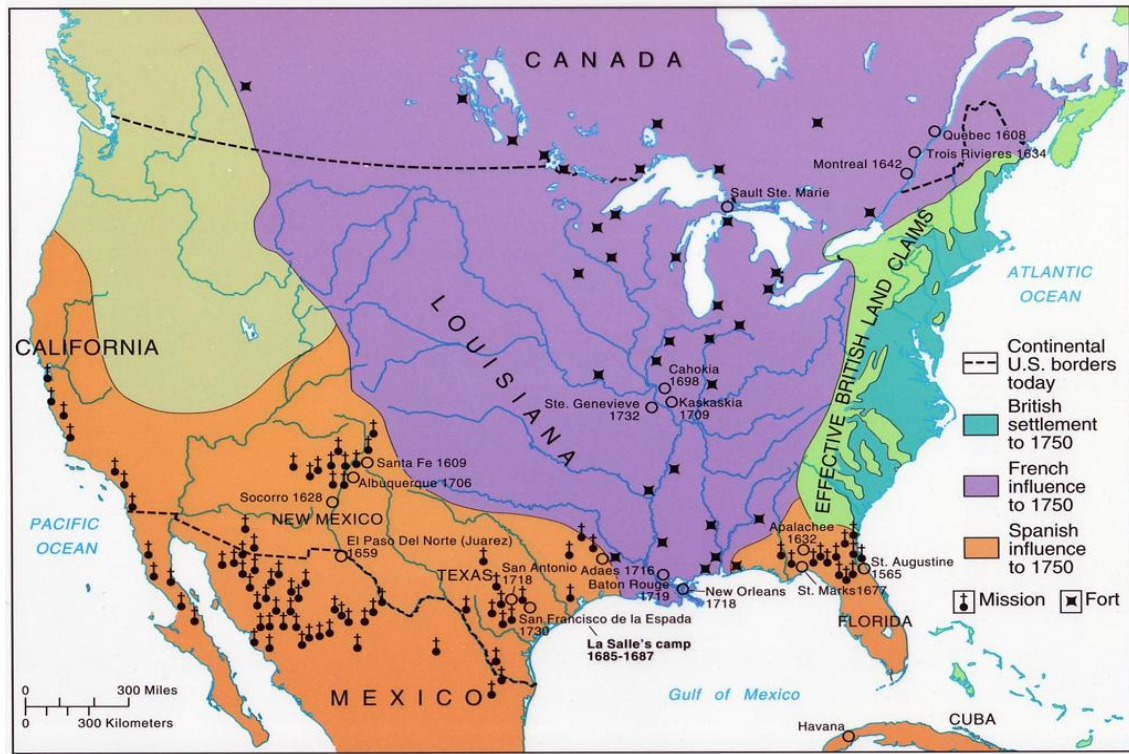 CANADA
Quebec 1608
Trois Rivieres 1634
Montreal 1642
Sault Ste. Marie
EFFECTIVE BRITISH LAND CLAIMS
ATLANTIC
OCEAN
LOUISIANA
CALIFORNIA
Cahokia
1698
Ste. Genevieve
1732
Kaskaskia
1709
Continental
U.S. borders
today
British
settlement
to 1750
French
influence
to 1750
Spanish
influence
to 1750
Mission
Fort
Santa Fe 1609
Albuquerque 1706
Socorro 1628
NEW MEXICO
PACIFIC
OCEAN
El Paso Del Norte (Juarez)
1659
TEXAS
San Antonio
1718
Adaes 1716
Baton Rouge
1719
New Orleans
1718
San Francisco de la Espada
1730
La Salle's camp
1685-1687
Apalachee
1632
St. Augustine
1565
St. Marks1677
FLORIDA
MEXICO
Gulf of Mexico
Havana
CUBA
0 300 Miles
0 300 Kilometers